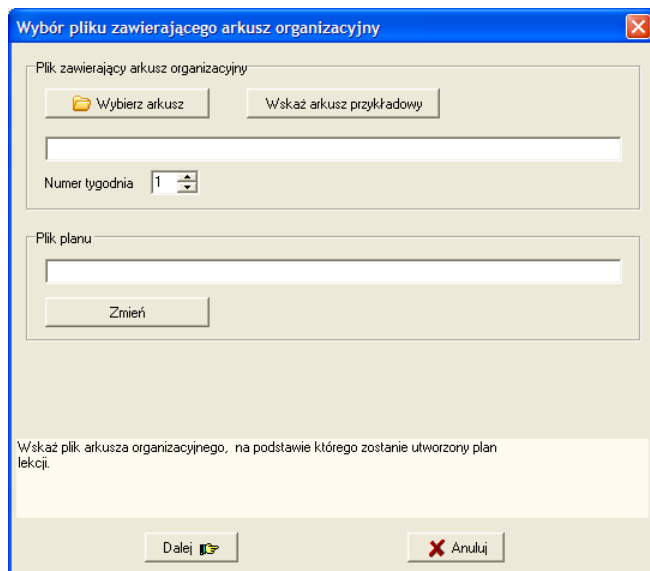 Wybór pliku zawierającego arkusz organizacyjny
Plik zawierający arkusz organizacyjny
Wybierz arkusz
Wskaż arkusz przykładowy
Numer tygodnia 1
Plik planu
Zmień
Wskaż plik arkusza organizacyjnego, na podstawie którego zostanie utworzony plan
lekcji.
Dalej
Anuluj